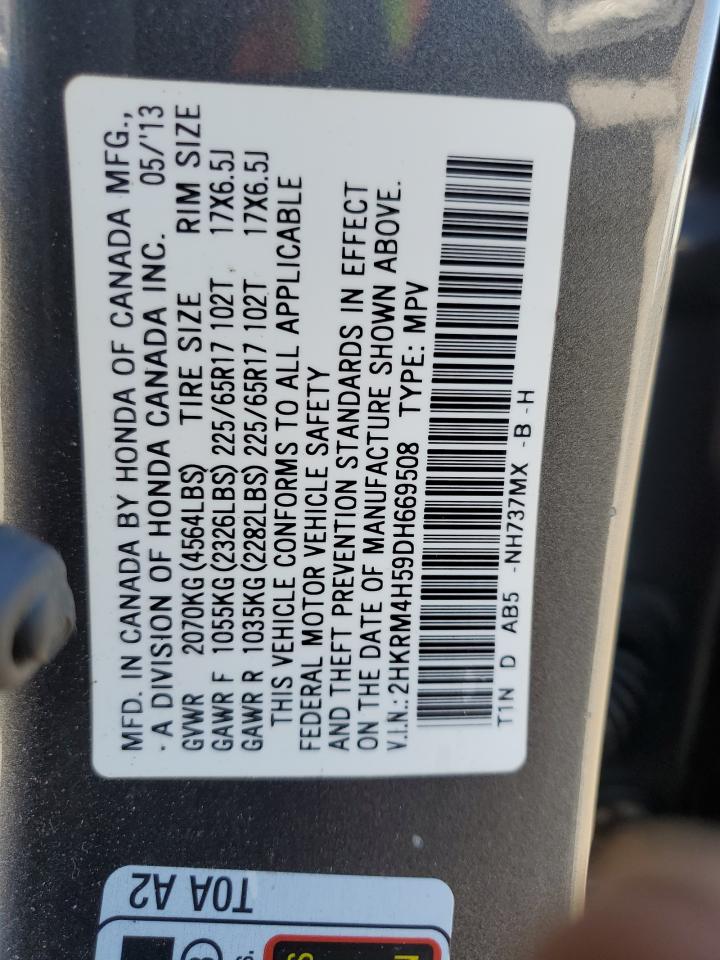 MFD. IN CANADA BY HONDA OF CANADA MFG.,
· A DIVISION OF HONDA CANADA INC. 05/'13
GVWR 2070KG (4564LBS) TIRE SIZE RIM SIZE
GAWR F 1055KG (2326LBS) 225/65R17 102T 17X6.5J
GAWR R 1035KG (2282LBS) 225/65R17 102T 17X6.5J
THIS VEHICLE CONFORMS TO ALL APPLICABLE
FEDERAL MOTOR VEHICLE SAFETY
AND THEFT PREVENTION STANDARDS IN EFFECT
ON THE DATE OF MANUFACTURE SHOWN ABOVE.
V.I.N.: 2HKRM4H59DH669508 TYPE: MPV
T1N D AB5 -NH737MX -B -H
T0A A2